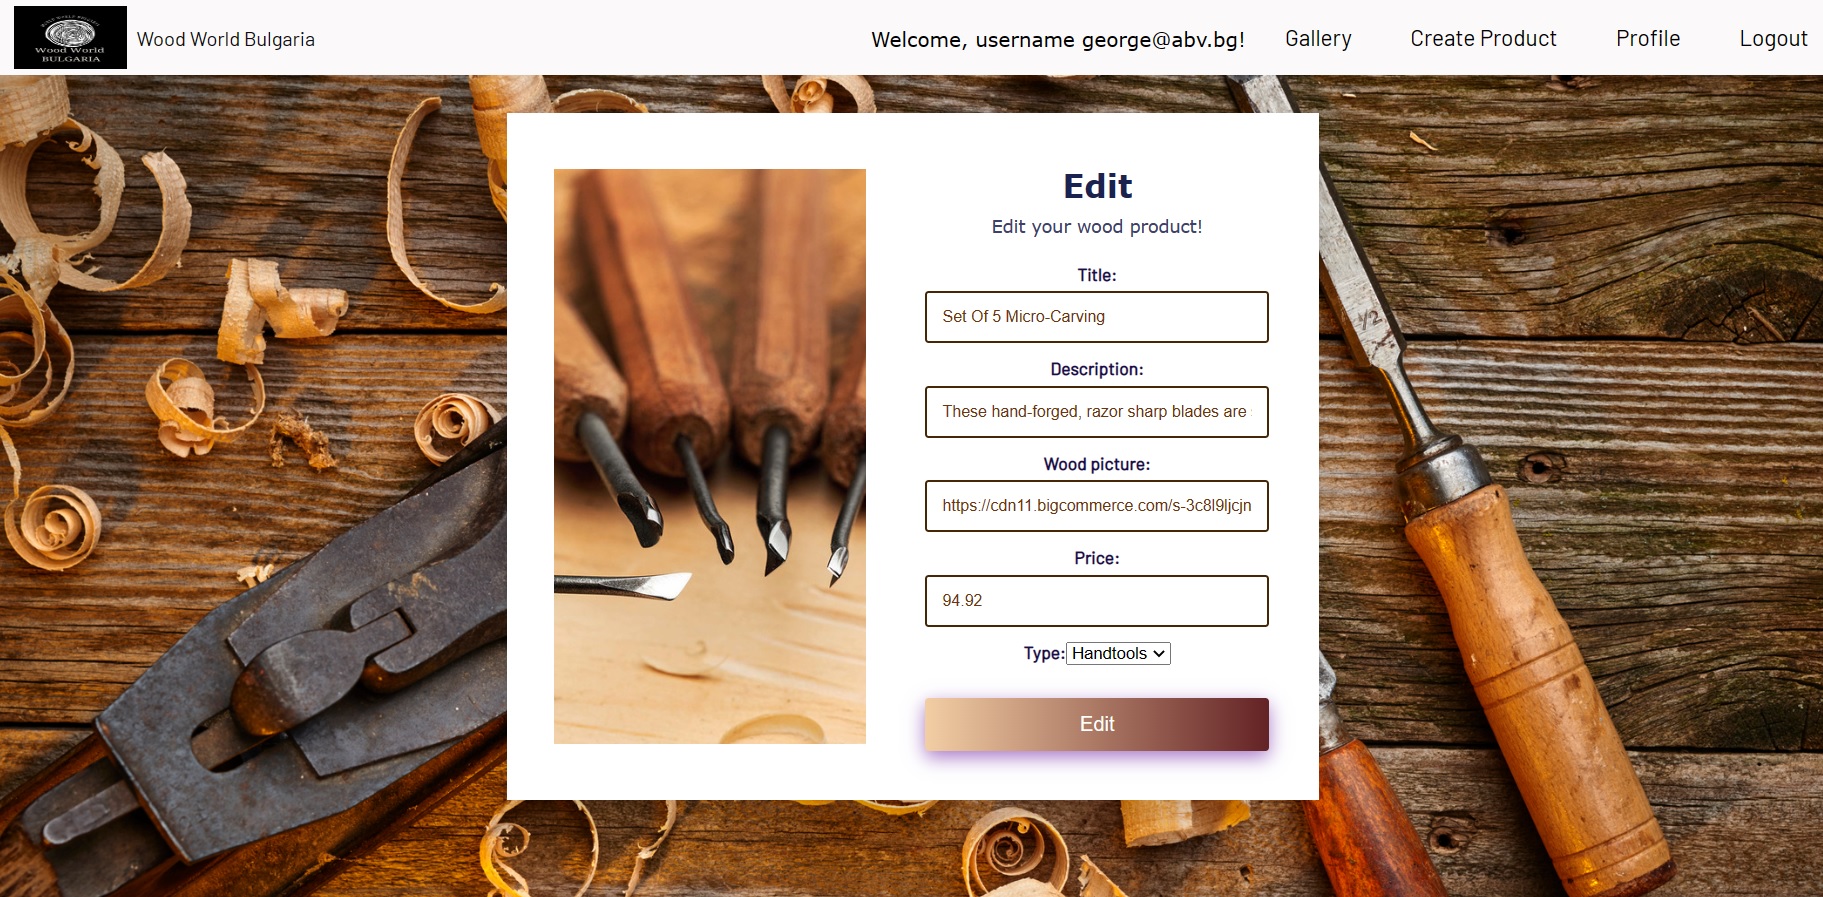 Wood World
BULGARIA
Wood World Bulgaria
Welcome, username george@abv.bg!
Gallery
Create Product
Profile
Logout
Edit
Edit your wood product!
Title:
Set Of 5 Micro-Carving
Description:
These hand-forged, razor sharp blades are
Wood picture:
https://cdn11.bigcommerce.com/s-3c8l9ljcjn
Price:
94.92
Type: Handtools
Edit
1/2